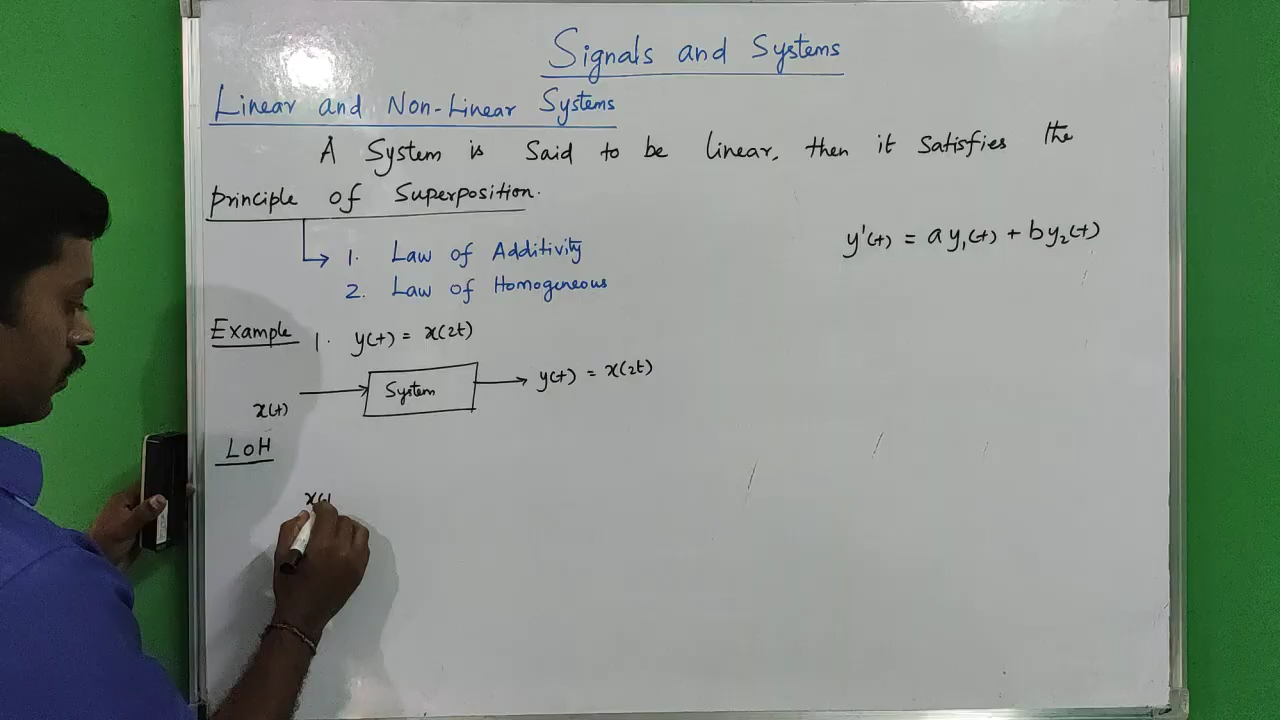 Signals and Systems
Linear and Non-Linear Systems
A System is Said to be linear, then it Satisfies the
principle of Superposition.
1. Law of Additivity
2. Law of Homogeneous
y'(t) = a y₁(t) + b y₂(t)
Example 1. y(t) = x(2t)
x(t) System y(t) = x(2t)
LOH
x(